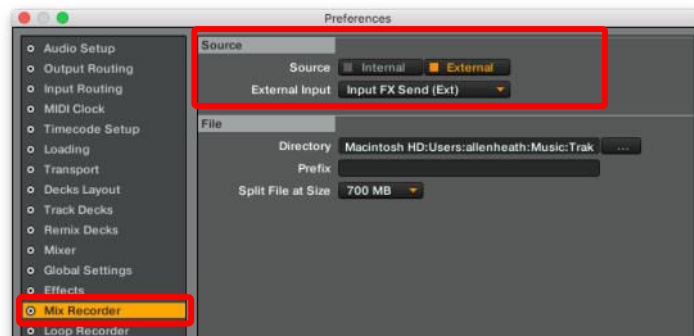 Preferences
Audio Setup
Output Routing
Input Routing
MIDI Clock
Timecode Setup
Loading
Transport
Decks Layout
Track Decks
Remix Decks
Mixer
Global Settings
Effects
Mix Recorder
Loop Recorder
Source
Source Internal External
External Input Input FX Send (Ext)
File
Directory Macintosh HD:Users:allenheath:Music:Trak ...
Prefix
Split File at Size 700 MB